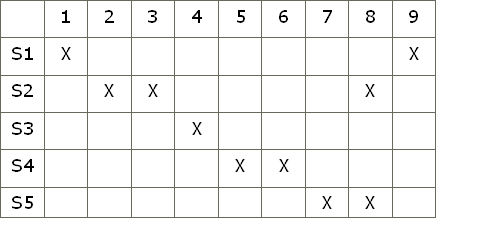 1 2 3 4 5 6 7 8 9
S1 X X
S2 X X X
S3 X
S4 X X
S5 X X